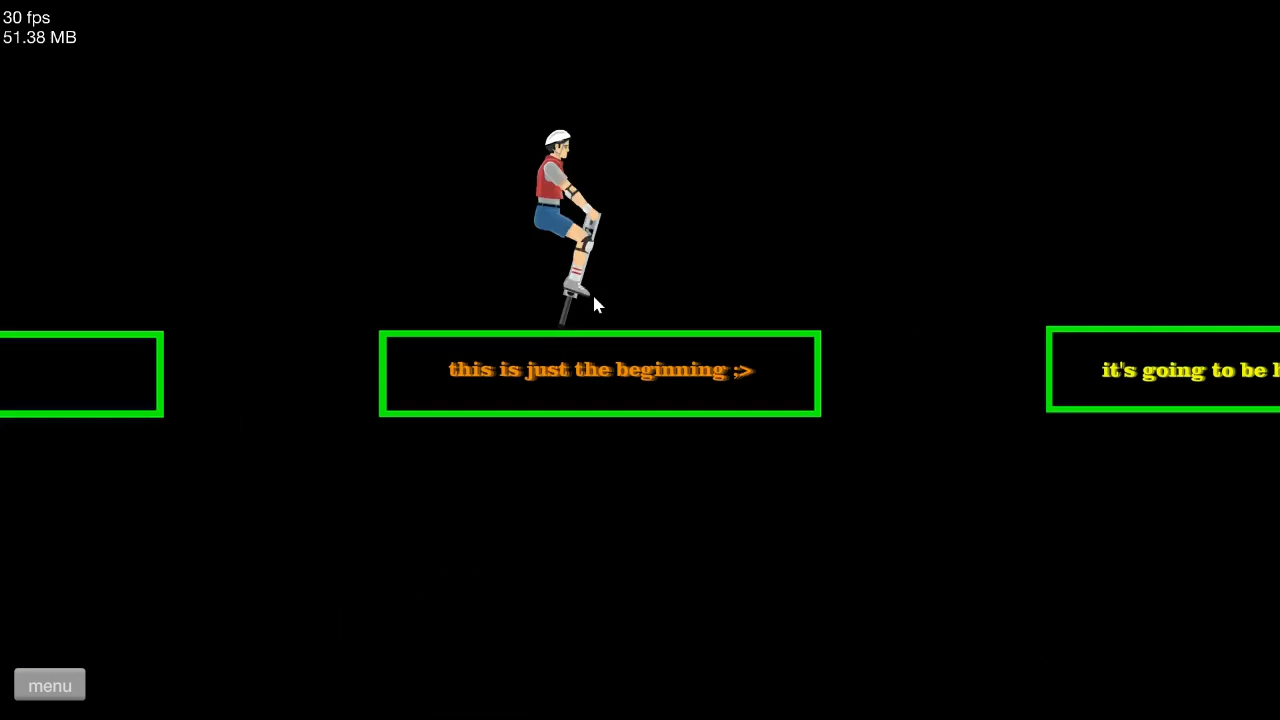 30 fps
51.38 MB
this is just the beginning ;>
it's going to be
menu